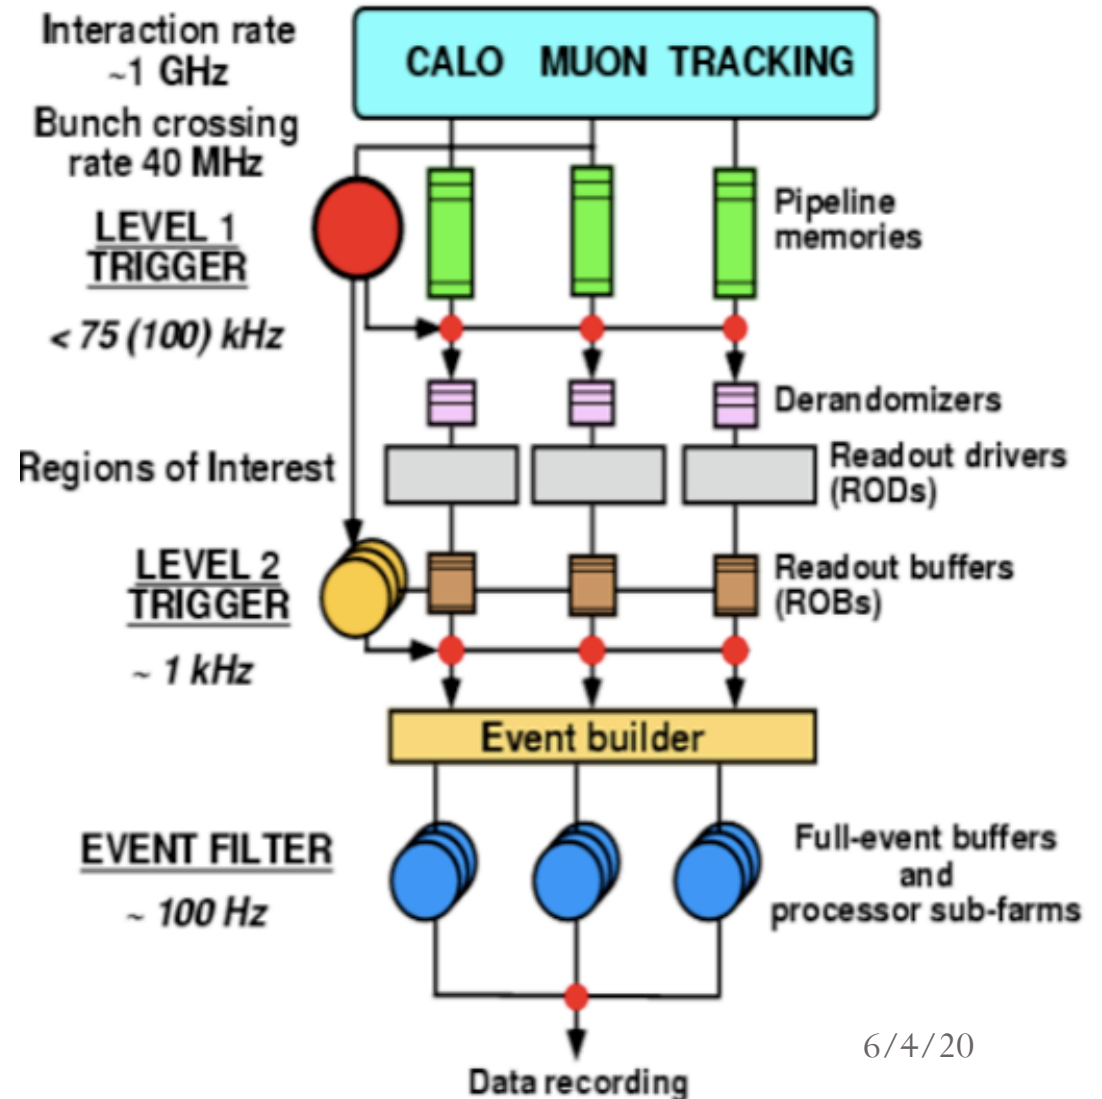 Interaction rate
~1 GHz
Bunch crossing
rate 40 MHz
CALO MUON TRACKING
LEVEL 1
TRIGGER
< 75 (100) kHz
Pipeline
memories
Derandomizers
Regions of Interest
Readout drivers
(RODs)
LEVEL 2
TRIGGER
~ 1 kHz
Readout buffers
(ROBs)
Event builder
EVENT FILTER
~ 100 Hz
Full-event buffers
and
processor sub-farms
6/4/20
Data recording